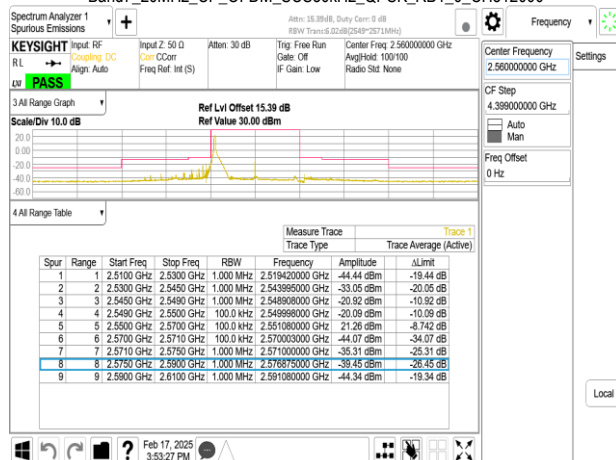 Spectrum Analyzer 1
Spurious Emissions
Attn: 15.39dB, Duty Corr: 0 dB
RBW Trans:6.02dB(2549~2571MHz)
Frequency
KEYSIGHT Input: RF Input Z: 50 Ω Atten: 30 dB Trig: Free Run Center Freq: 2.560000000 GHz
RL Coupling: DC Corr CCorr Gate: Off Avg|Hold: 100/100
Align: Auto Freq Ref: Int (S) IF Gain: Low Radio Std: None
PASS
Center Frequency
2.560000000 GHz
Settings
CF Step
4.399000000 GHz
Auto
Man
Freq Offset
0 Hz
3 All Range Graph
Ref Lvl Offset 15.39 dB
Scale/Div 10.0 dB Ref Value 30.00 dBm
20.0
0.00
-20.0
-40.0
-60.0
4 All Range Table
Measure Trace Trace 1
Trace Type Trace Average (Active)
Spur Range Start Freq Stop Freq RBW Frequency Amplitude ΔLimit
1 1 2.5100 GHz 2.5300 GHz 1.000 MHz 2.519420000 GHz -44.44 dBm -19.44 dB
2 2 2.5300 GHz 2.5450 GHz 1.000 MHz 2.543995000 GHz -33.05 dBm -20.05 dB
3 3 2.5450 GHz 2.5490 GHz 1.000 MHz 2.548908000 GHz -20.92 dBm -10.92 dB
4 4 2.5490 GHz 2.5500 GHz 100.0 kHz 2.549998000 GHz -20.09 dBm -10.09 dB
5 5 2.5500 GHz 2.5700 GHz 100.0 kHz 2.551080000 GHz 21.26 dBm -8.742 dB
6 6 2.5700 GHz 2.5710 GHz 100.0 kHz 2.570003000 GHz -44.07 dBm -34.07 dB
7 7 2.5710 GHz 2.5750 GHz 1.000 MHz 2.571000000 GHz -35.31 dBm -25.31 dB
8 8 2.5750 GHz 2.5900 GHz 1.000 MHz 2.576875000 GHz -39.45 dBm -26.45 dB
9 9 2.5900 GHz 2.6100 GHz 1.000 MHz 2.591080000 GHz -44.34 dBm -19.34 dB
Local
Feb 17, 2025
3:53:27 PM